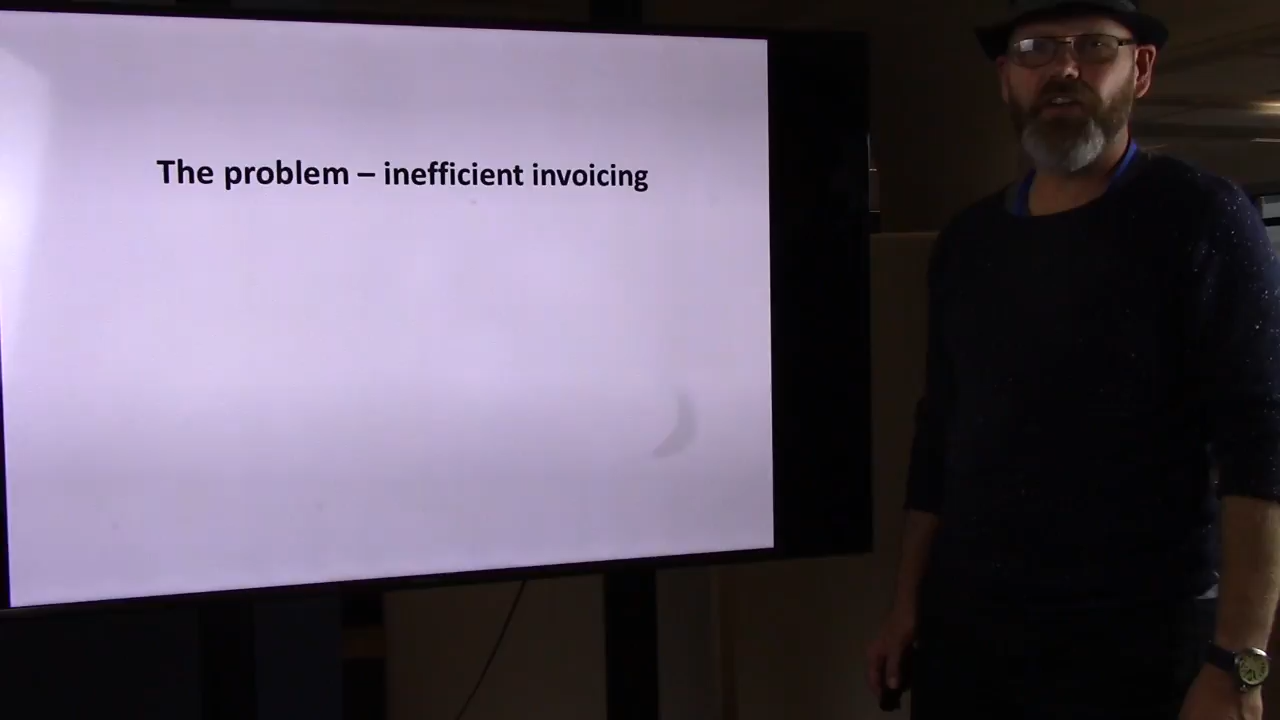 The problem – inefficient invoicing